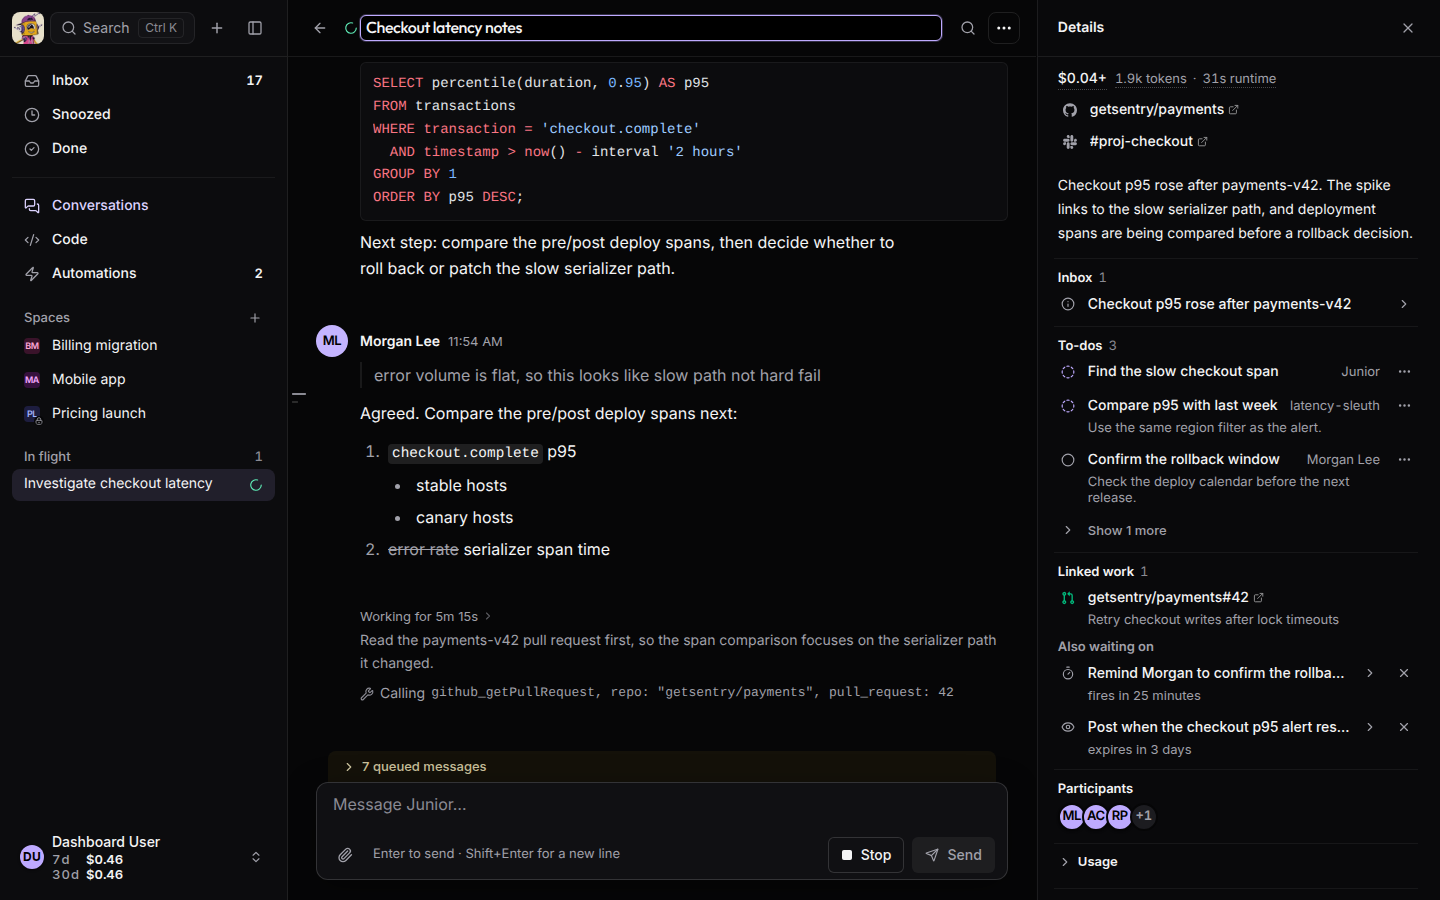 Search Ctrl K
Inbox 17
Snoozed
Done
Conversations
Code
Automations 2
Spaces
BM Billing migration
MA Mobile app
PL Pricing launch
In flight 1
Investigate checkout latency
DU Dashboard User
7d $0.46
30d $0.46
Checkout latency notes
SELECT percentile(duration, 0.95) AS p95
FROM transactions
WHERE transaction = 'checkout.complete'
AND timestamp > now() - interval '2 hours'
GROUP BY 1
ORDER BY p95 DESC;
Next step: compare the pre/post deploy spans, then decide whether to
roll back or patch the slow serializer path.
ML Morgan Lee 11:54 AM
error volume is flat, so this looks like slow path not hard fail
Agreed. Compare the pre/post deploy spans next:
1. checkout.complete p95
• stable hosts
• canary hosts
2. error rate serializer span time
Working for 5m 15s
Read the payments-v42 pull request first, so the span comparison focuses on the serializer path
it changed.
Calling github_getPullRequest, repo: "getsentry/payments", pull_request: 42
7 queued messages
Message Junior...
Enter to send · Shift+Enter for a new line
Stop
Send
Details
$0.04+ 1.9k tokens · 31s runtime
getsentry/payments
#proj-checkout
Checkout p95 rose after payments-v42. The spike
links to the slow serializer path, and deployment
spans are being compared before a rollback decision.
Inbox 1
Checkout p95 rose after payments-v42
To-dos 3
Find the slow checkout span Junior
Compare p95 with last week latency-sleuth
Use the same region filter as the alert.
Confirm the rollback window Morgan Lee
Check the deploy calendar before the next
release.
Show 1 more
Linked work 1
getsentry/payments#42
Retry checkout writes after lock timeouts
Also waiting on
Remind Morgan to confirm the rollba...
fires in 25 minutes
Post when the checkout p95 alert res...
expires in 3 days
Participants
ML AC RP +1
Usage